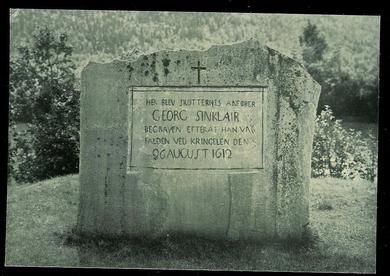 HER BLEV SKOTTERNES ANFØRER
GEORG SINKLAIR
BEGRAVEN EFTERAT HAN VAR
FALDEN VED KRINGELEN DEN
26 AUGUST 1612